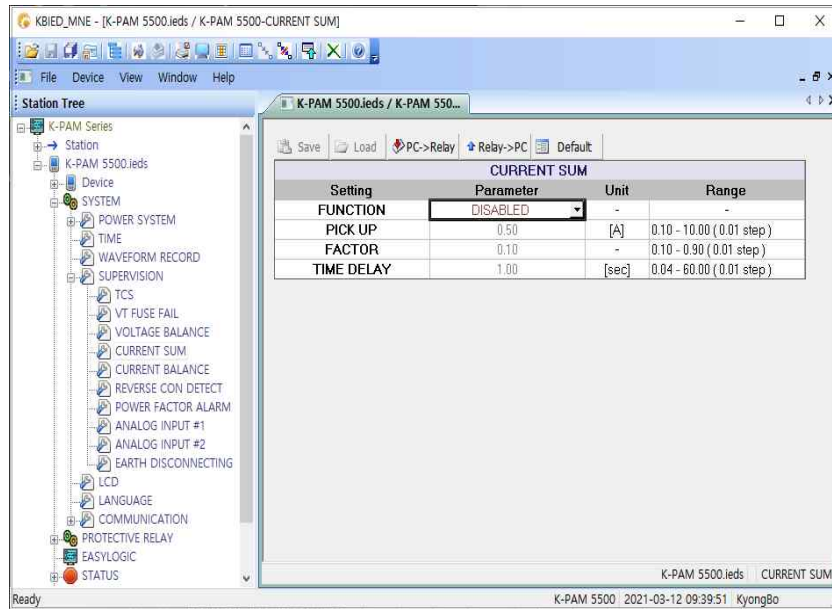 KBIED_MNE - [K-PAM 5500.ieds / K-PAM 5500-CURRENT SUM]
File Device View Window Help
Station Tree
K-PAM 5500.ieds / K-PAM 550...
K-PAM Series
Station
K-PAM 5500.ieds
Device
SYSTEM
POWER SYSTEM
TIME
WAVEFORM RECORD
SUPERVISION
TCS
VT FUSE FAIL
VOLTAGE BALANCE
CURRENT SUM
CURRENT BALANCE
REVERSE CON DETECT
POWER FACTOR ALARM
ANALOG INPUT #1
ANALOG INPUT #2
EARTH DISCONNECTING
LCD
LANGUAGE
COMMUNICATION
PROTECTIVE RELAY
EASYLOGIC
STATUS
Save Load PC->Relay Relay->PC Default
CURRENT SUM
Setting Parameter Unit Range
FUNCTION DISABLED - -
PICK UP 0.50 [A] 0.10 - 10.00 ( 0.01 step )
FACTOR 0.10 - 0.10 - 0.90 ( 0.01 step )
TIME DELAY 1.00 [sec] 0.04 - 60.00 ( 0.01 step )
K-PAM 5500.ieds CURRENT SUM
Ready K-PAM 5500 2021-03-12 09:39:51 KyongBo